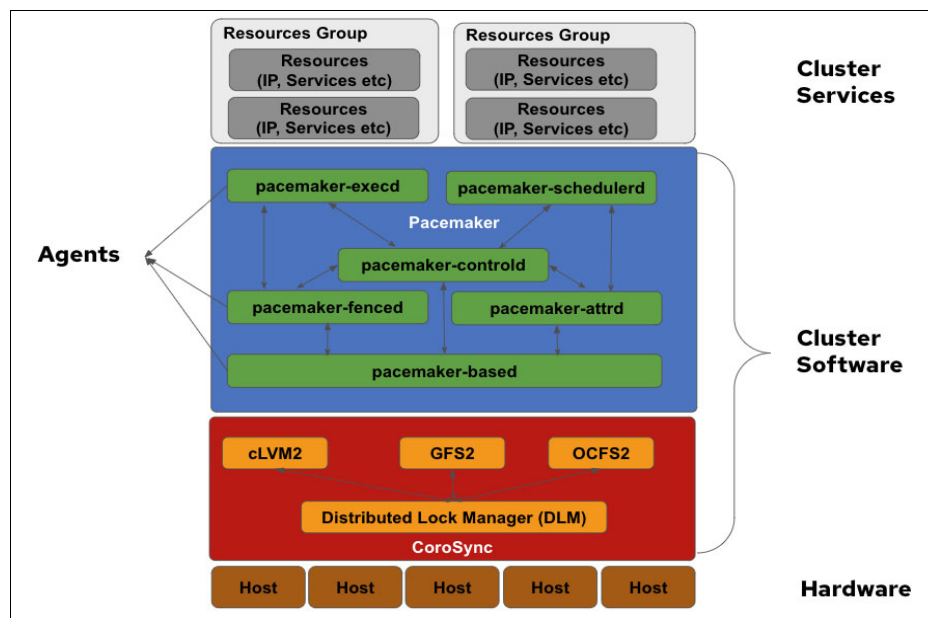 Resources Group
Resources
(IP, Services etc)
Resources
(IP, Services etc)
Resources Group
Resources
(IP, Services etc)
Resources
(IP, Services etc)
Cluster
Services
pacemaker-execd
pacemaker-schedulerd
Pacemaker
Agents
pacemaker-controld
pacemaker-fenced
pacemaker-attrd
pacemaker-based
Cluster
Software
cLVM2
GFS2
OCFS2
Distributed Lock Manager (DLM)
CoroSync
Host
Host
Host
Host
Host
Hardware